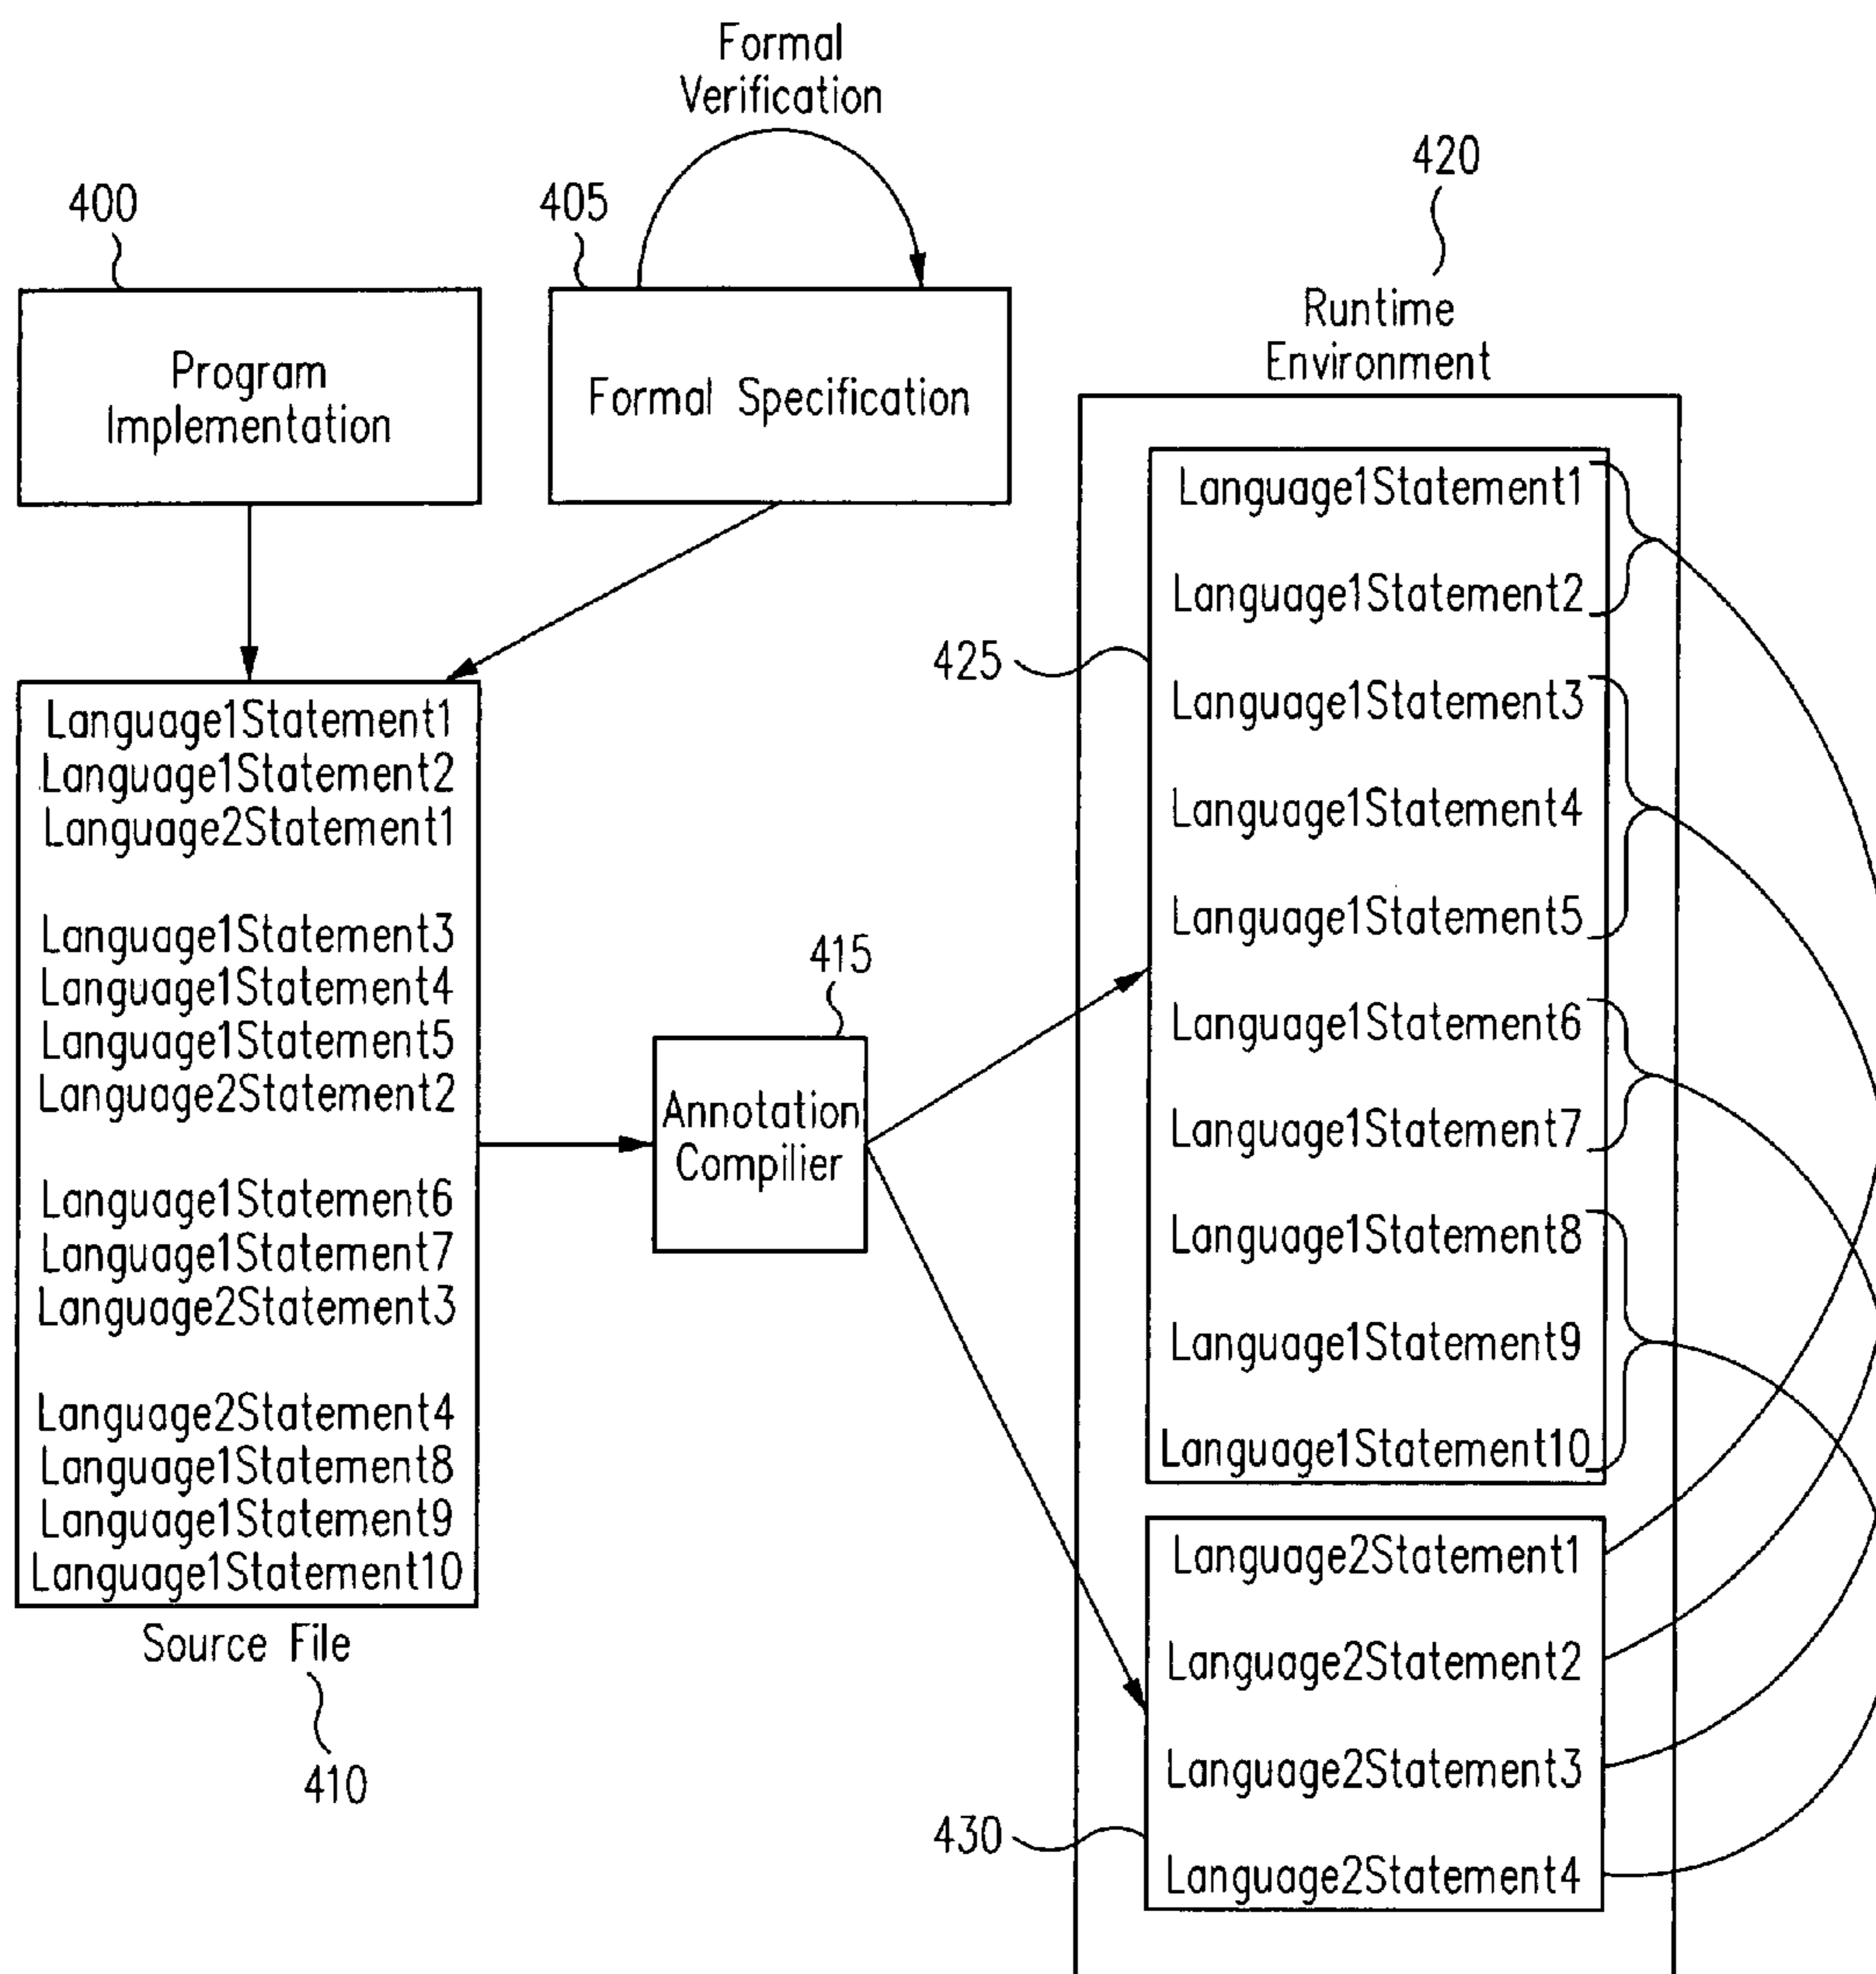 Formal
Verification
420
400
405
Runtime
Environment
Program
Implementation
Formal Specification
Language1Statement1
Language1Statement2
Language2Statement1
Language1Statement3
Language1Statement4
Language1Statement5
Language2Statement2
Language1Statement6
Language1Statement7
Language2Statement3
Language2Statement4
Language1Statement8
Language1Statement9
Language1Statement10
Source File
410
415
Annotation
Compilier
425
Language1Statement1
Language1Statement2
Language1Statement3
Language1Statement4
Language1Statement5
Language1Statement6
Language1Statement7
Language1Statement8
Language1Statement9
Language1Statement10
Language2Statement1
Language2Statement2
Language2Statement3
430
Language2Statement4